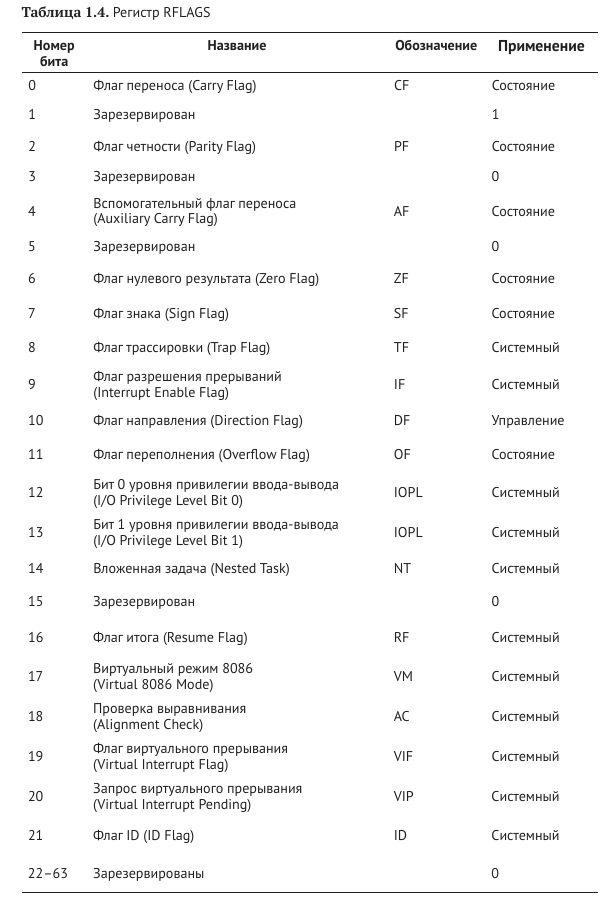 Таблица 1.4. Регистр RFLAGS
Номер бита Название Обозначение Применение
0 Флаг переноса (Carry Flag) CF Состояние
1 Зарезервирован 1
2 Флаг четности (Parity Flag) PF Состояние
3 Зарезервирован 0
4 Вспомогательный флаг переноса
(Auxiliary Carry Flag) AF Состояние
5 Зарезервирован 0
6 Флаг нулевого результата (Zero Flag) ZF Состояние
7 Флаг знака (Sign Flag) SF Состояние
8 Флаг трассировки (Trap Flag) TF Системный
9 Флаг разрешения прерываний
(Interrupt Enable Flag) IF Системный
10 Флаг направления (Direction Flag) DF Управление
11 Флаг переполнения (Overflow Flag) OF Состояние
12 Бит 0 уровня привилегии ввода-вывода
(I/O Privilege Level Bit 0) IOPL Системный
13 Бит 1 уровня привилегии ввода-вывода
(I/O Privilege Level Bit 1) IOPL Системный
14 Вложенная задача (Nested Task) NT Системный
15 Зарезервирован 0
16 Флаг итога (Resume Flag) RF Системный
17 Виртуальный режим 8086
(Virtual 8086 Mode) VM Системный
18 Проверка выравнивания
(Alignment Check) AC Системный
19 Флаг виртуального прерывания
(Virtual Interrupt Flag) VIF Системный
20 Запрос виртуального прерывания
(Virtual Interrupt Pending) VIP Системный
21 Флаг ID (ID Flag) ID Системный
22–63 Зарезервированы 0